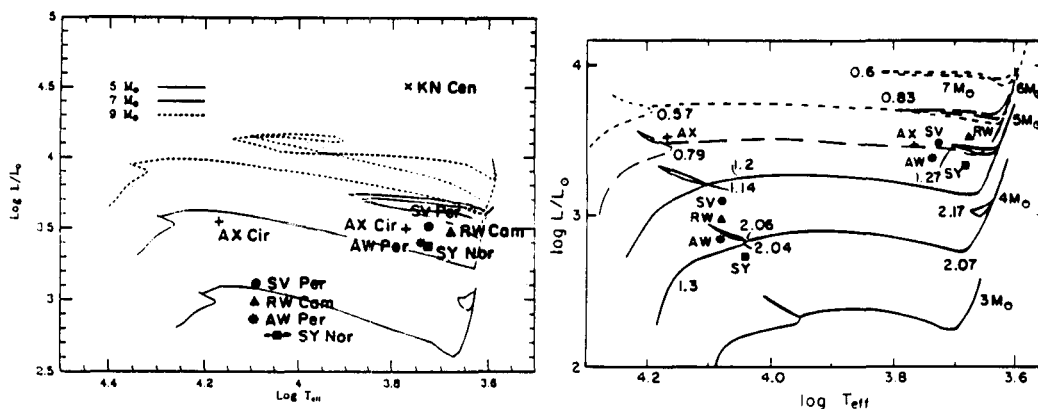 5
4.5
4
3.5
3
2.5
Log L/L⊙
5 M⊙
7 M⊙
9 M⊙
×KN Cen
AX Cir
AX Cir
SV Per
RW Cam
AW Per
SY Nor
SV Per
RW Cam
AW Per
SY Nor
4.4
4.2
4
3.8
3.6
Log Teff
4
3
2
log L/L⊙
0.6
7M⊙
6M⊙
0.83
5M⊙
0.57
AX
0.79
AX
SV
RW
AW
SY
1.27
1.2
1.14
SV
RW
AW
SY
2.06
2.04
2.17
4M⊙
2.07
1.3
3M⊙
4.2
4.0
3.8
3.6
log Teff